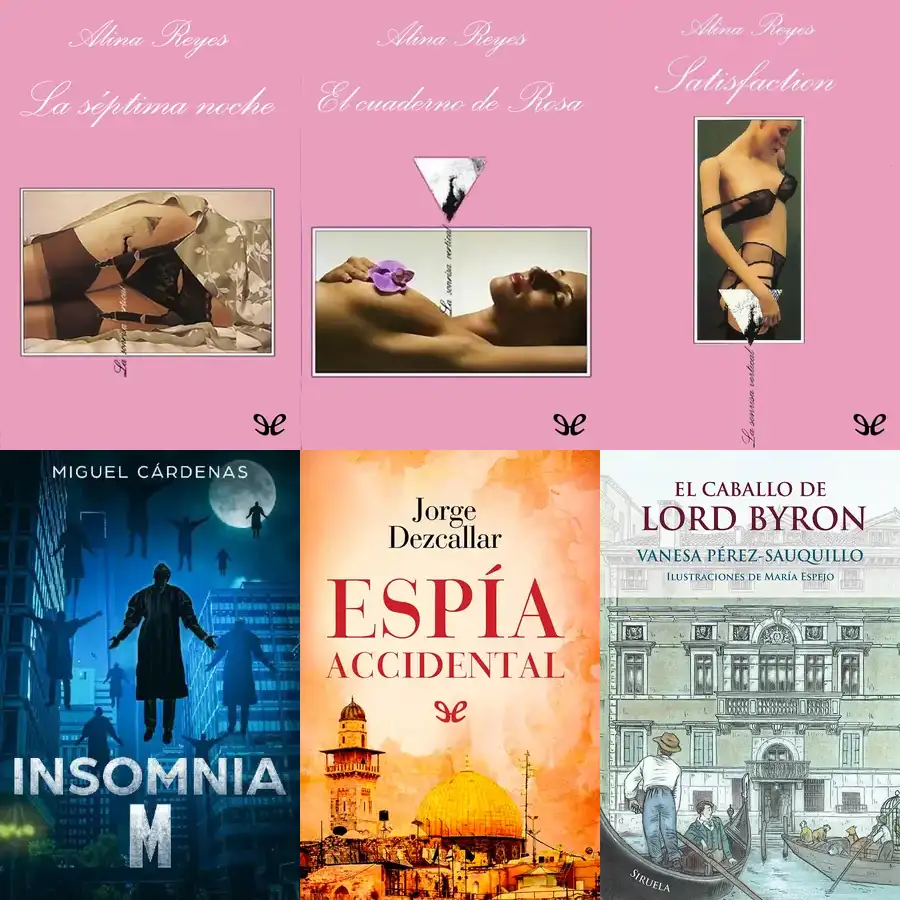 Alina Reyes
La séptima noche
La sonrisa vertical
Alina Reyes
El cuaderno de Rosa
La sonrisa vertical
Alina Reyes
Satisfaction
La sonrisa vertical
MIGUEL CÁRDENAS
INSOMNIA
M
Jorge
Dezcallar
ESPÍA
ACCIDENTAL
EL CABALLO DE
LORD BYRON
VANESA PÉREZ-SAUQUILLO
ILUSTRACIONES DE MARÍA ESPEJO
SIRUELA